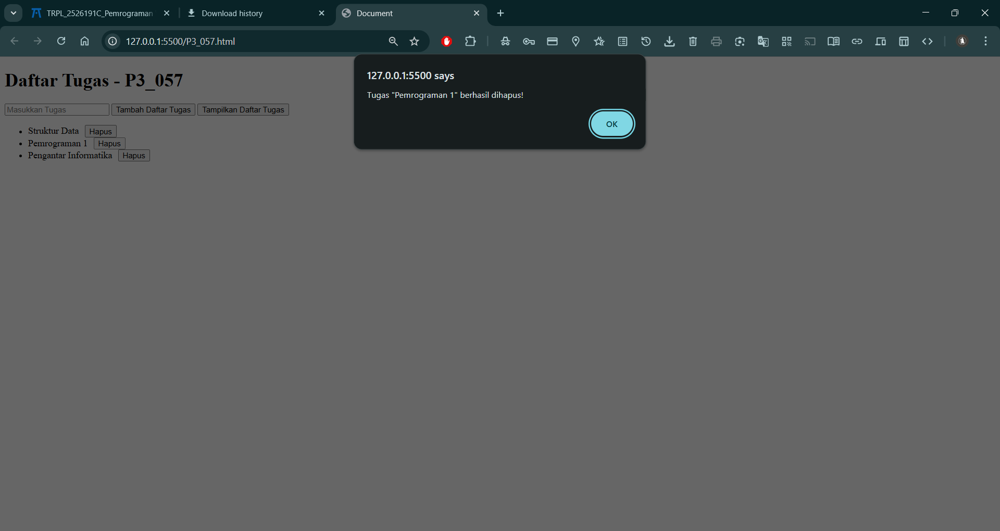 TRPL_2526191C_Pemrograman
Download history
Document
127.0.0.1:5500/P3_057.html
127.0.0.1:5500 says
Tugas "Pemrograman 1" berhasil dihapus!
OK
Daftar Tugas - P3_057
Masukkan Tugas
Tambah Daftar Tugas
Tampilkan Daftar Tugas
Struktur Data Hapus
Pemrograman 1 Hapus
Pengantar Informatika Hapus